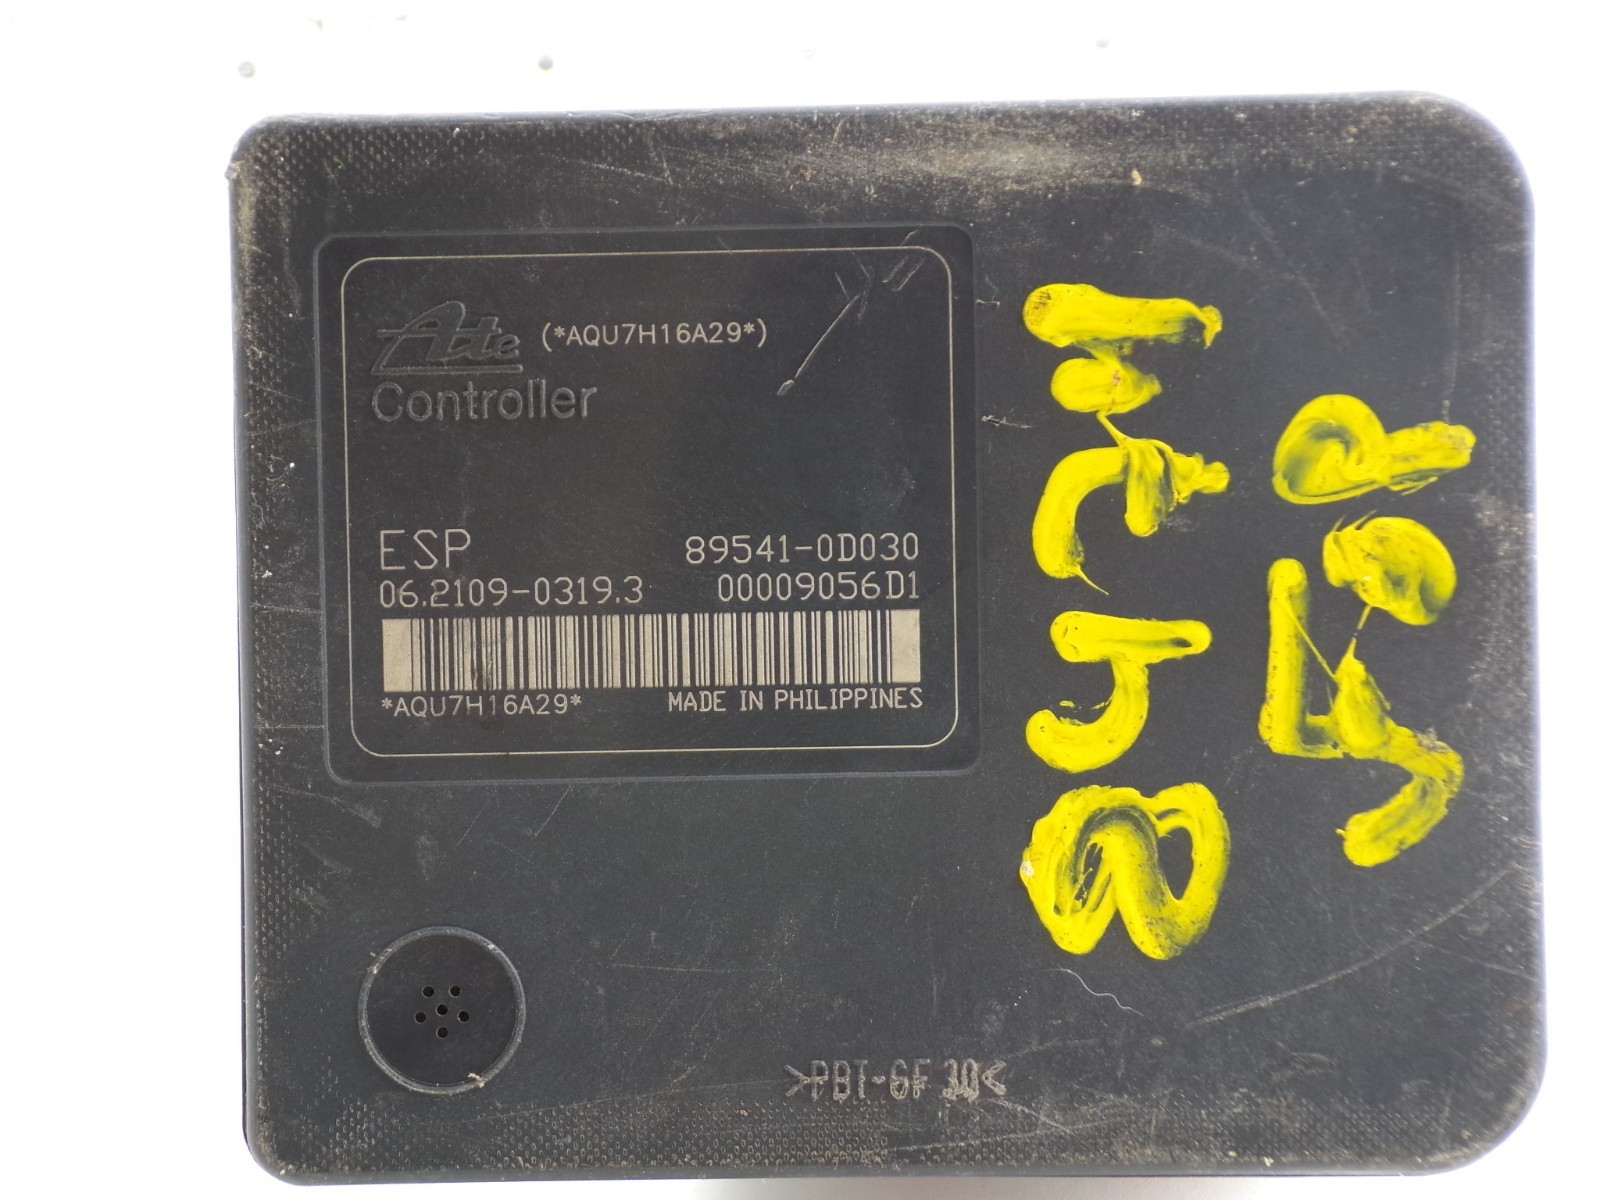 Ate (*AQU7H16A29*)
Controller
ESP 89541-0D030
06.2109-0319.3 00009056D1
*AQU7H16A29* MADE IN PHILIPPINES
>PBT-GF 30<